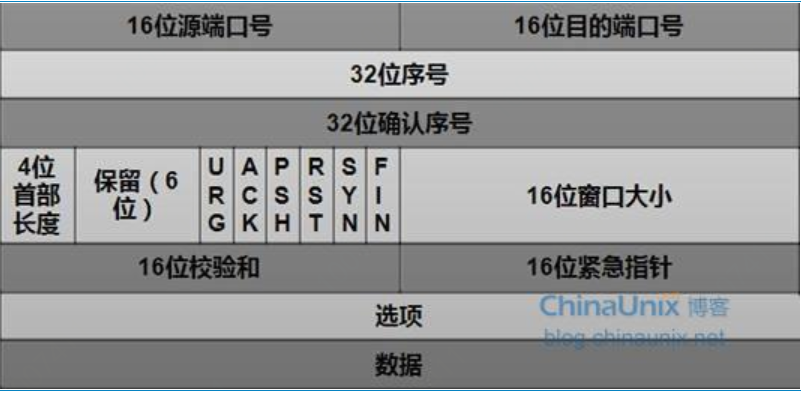 16位源端口号
16位目的端口号
32位序号
32位确认序号
4位
首部
长度
保留（6
位）
URG
ACK
PSH
RST
SYN
FIN
16位窗口大小
16位校验和
16位紧急指针
选项
ChinaUnix 博客
blog.chinaunix.net
数据